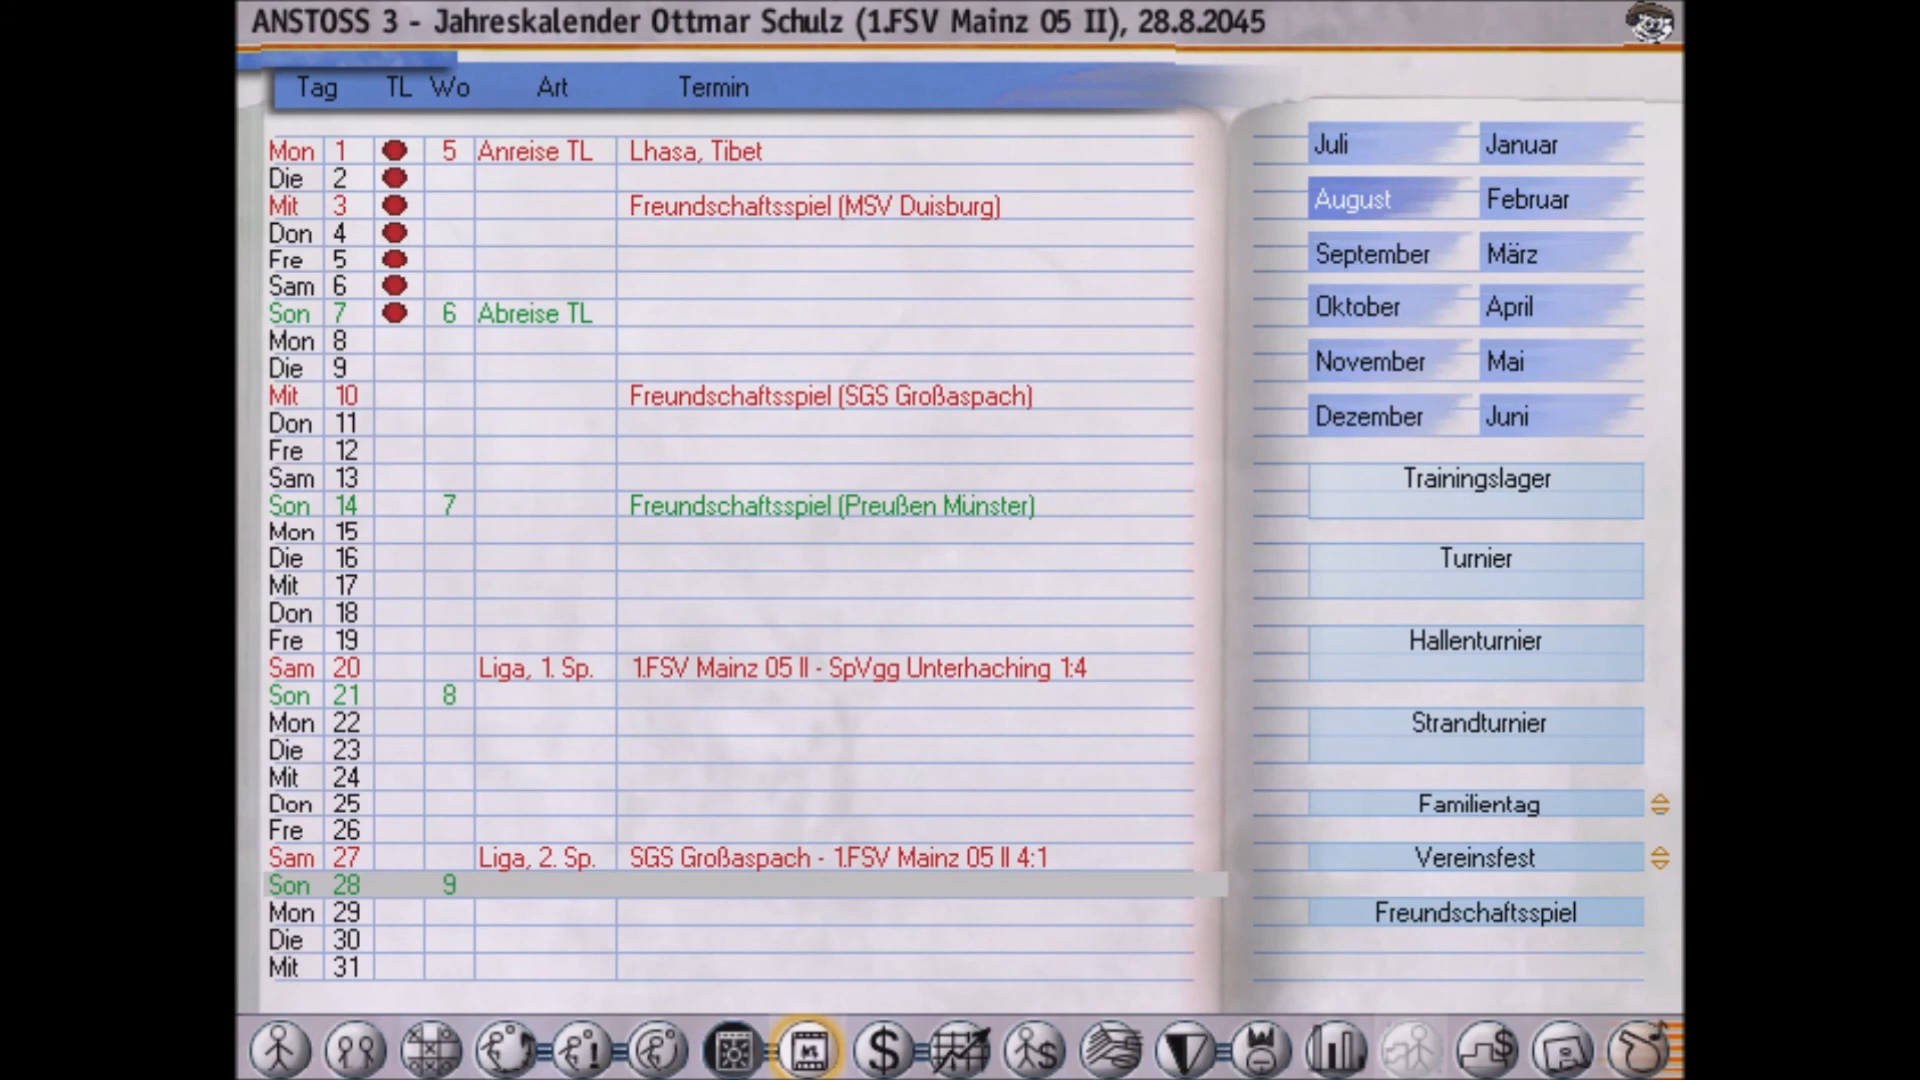 ANSTOSS 3 - Jahreskalender Ottmar Schulz (1.FSV Mainz 05 II), 28.8.2045
Tag TL Wo Art Termin
Mon 1 5 Anreise TL Lhasa, Tibet
Die 2
Mit 3 Freundschaftsspiel (MSV Duisburg)
Don 4
Fre 5
Sam 6
Son 7 6 Abreise TL
Mon 8
Die 9
Mit 10 Freundschaftsspiel (SGS Großaspach)
Don 11
Fre 12
Sam 13
Son 14 7 Freundschaftsspiel (Preußen Münster)
Mon 15
Die 16
Mit 17
Don 18
Fre 19
Sam 20 Liga, 1. Sp. 1.FSV Mainz 05 II - SpVgg Unterhaching 1:4
Son 21 8
Mon 22
Die 23
Mit 24
Don 25
Fre 26
Sam 27 Liga, 2. Sp. SGS Großaspach - 1.FSV Mainz 05 II 4:1
Son 28 9
Mon 29
Die 30
Mit 31
Juli Januar
August Februar
September März
Oktober April
November Mai
Dezember Juni
Trainingslager
Turnier
Hallenturnier
Strandturnier
Familientag
Vereinsfest
Freundschaftsspiel